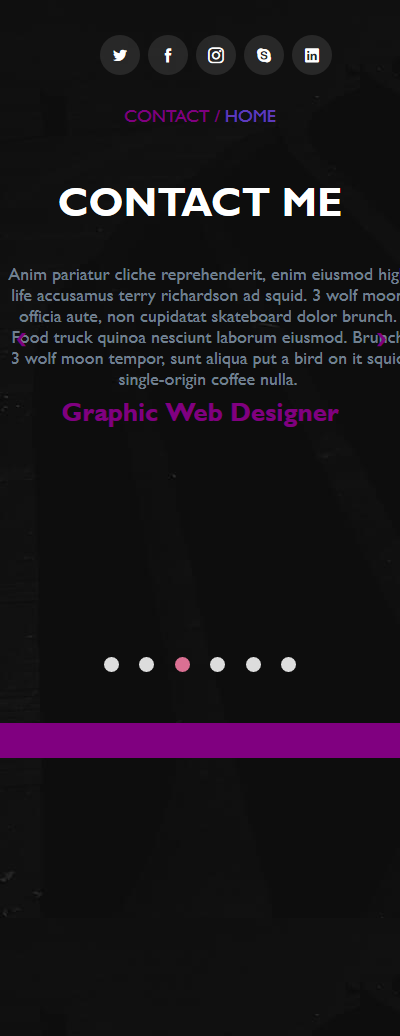 CONTACT / HOME
CONTACT ME
Anim pariatur cliche reprehenderit, enim eiusmod hig
life accusamus terry richardson ad squid. 3 wolf moon
officia aute, non cupidatat skateboard dolor brunch.
Food truck quinoa nesciunt laborum eiusmod. Brunch
3 wolf moon tempor, sunt aliqua put a bird on it squid
single-origin coffee nulla.
Graphic Web Designer